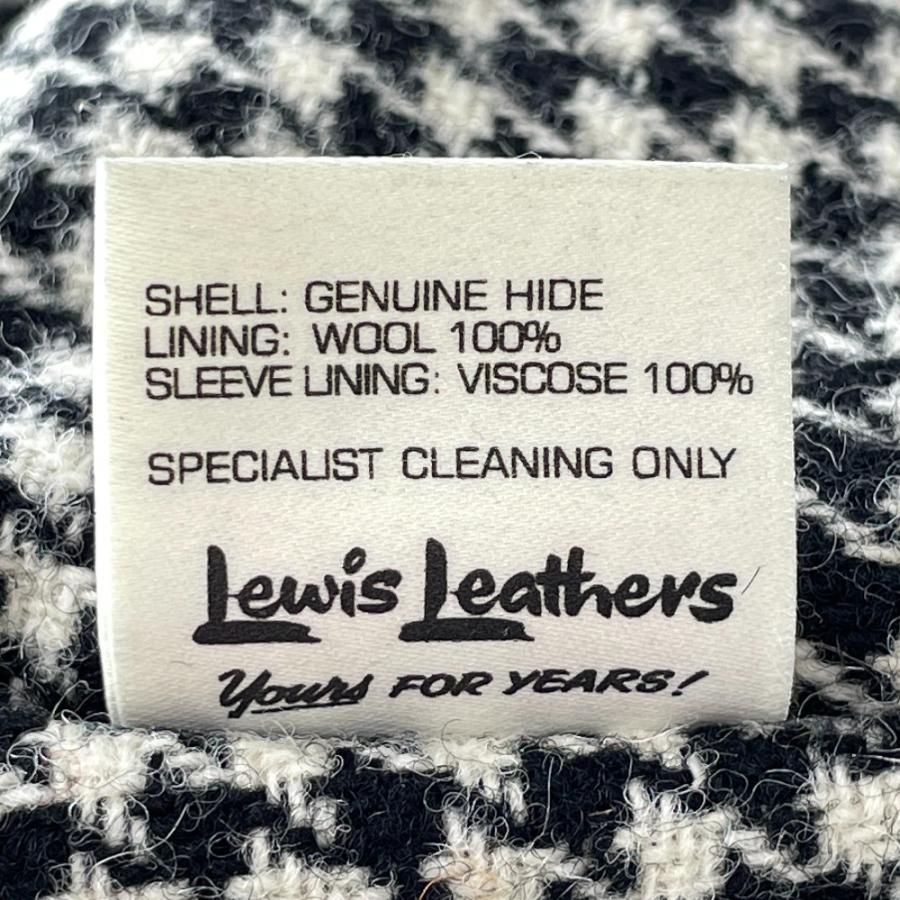 SHELL: GENUINE HIDE
LINING: WOOL 100%
SLEEVE LINING: VISCOSE 100%
SPECIALIST CLEANING ONLY
Lewis Leathers
Yours FOR YEARS!